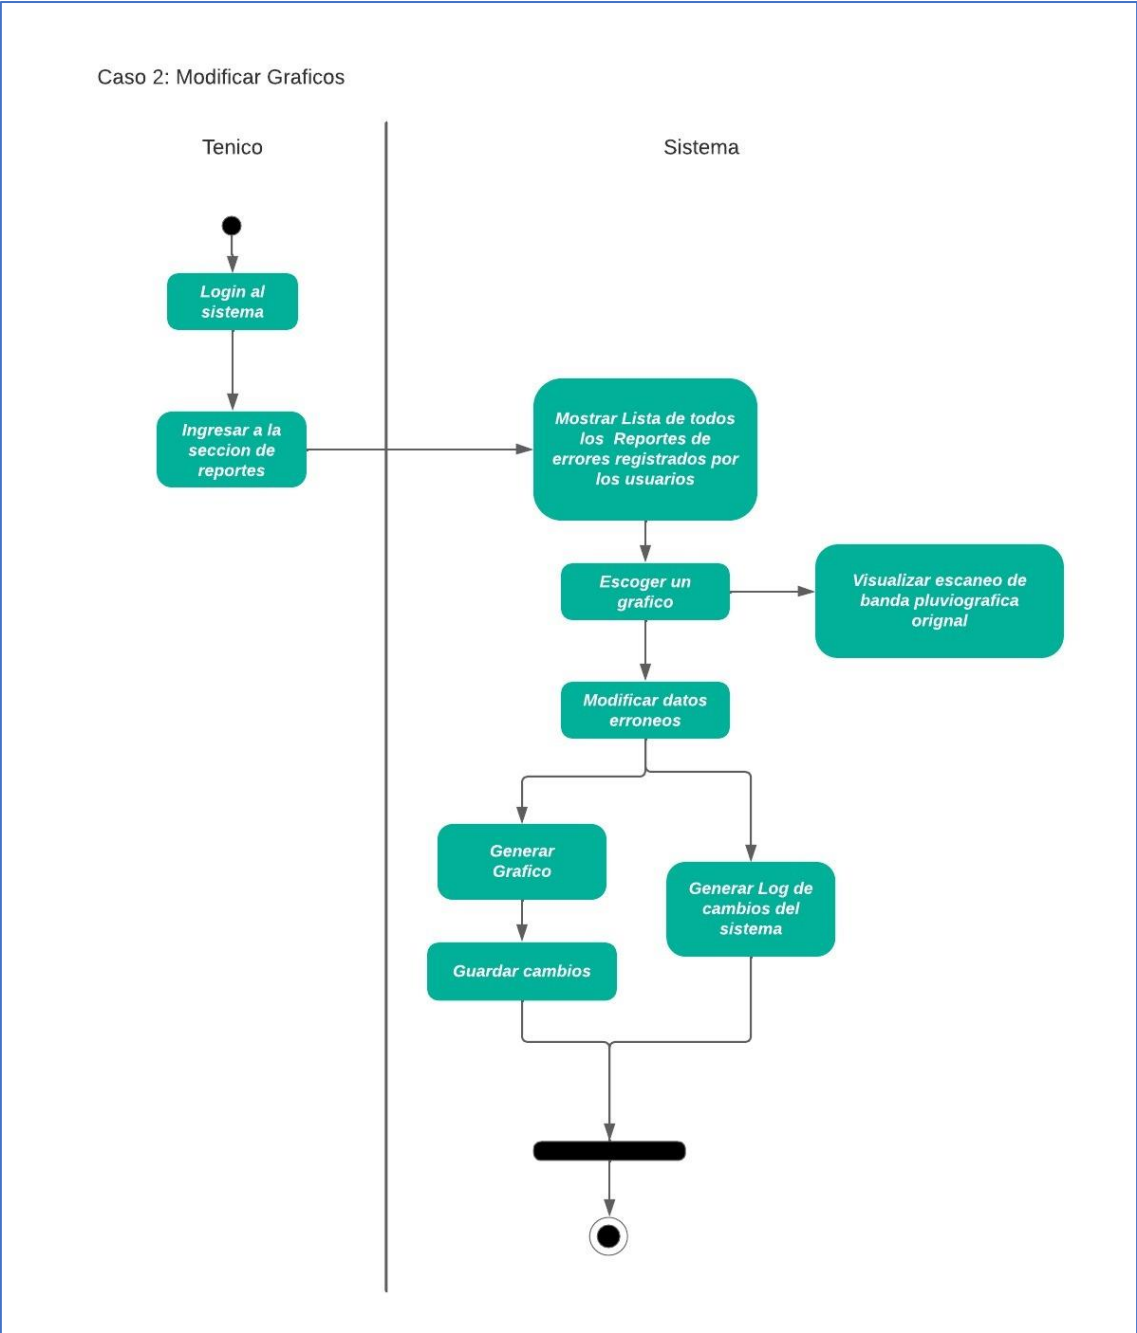 Caso 2: Modificar Graficos
Tenico
Sistema
Login al
sistema
Ingresar a la
seccion de
reportes
Mostrar Lista de todos
los Reportes de
errores registrados por
los usuarios
Escoger un
grafico
Visualizar escaneo de
banda pluviografica
orignal
Modificar datos
erroneos
Generar
Grafico
Generar Log de
cambios del
sistema
Guardar cambios